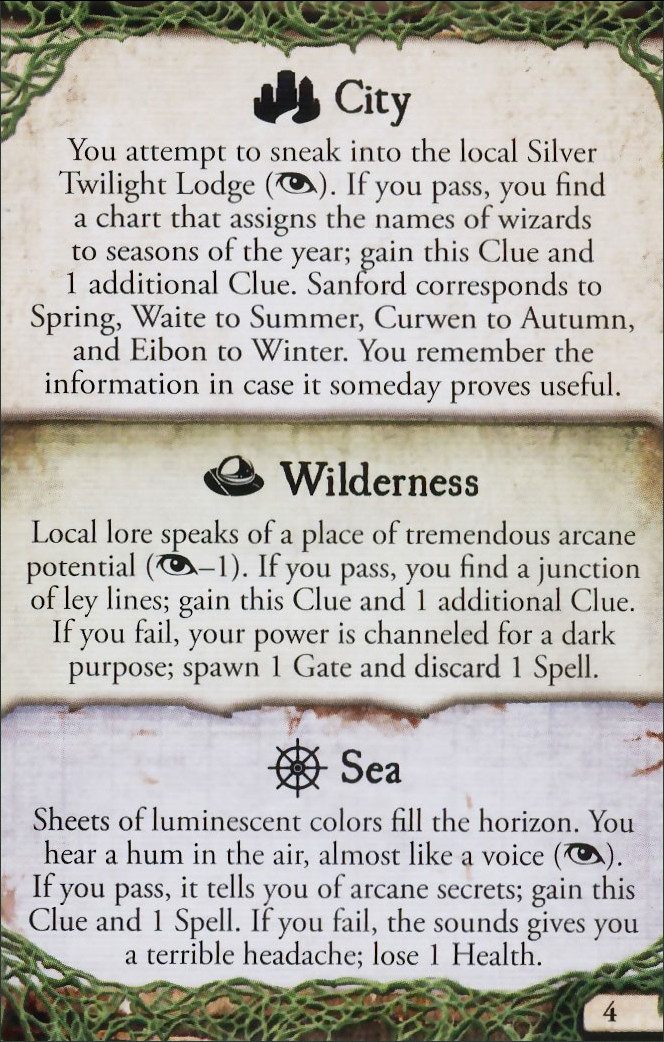 City
You attempt to sneak into the local Silver
Twilight Lodge ( ). If you pass, you find
a chart that assigns the names of wizards
to seasons of the year; gain this Clue and
1 additional Clue. Sanford corresponds to
Spring, Waite to Summer, Curwen to Autumn,
and Eibon to Winter. You remember the
information in case it someday proves useful.
Wilderness
Local lore speaks of a place of tremendous arcane
potential ( –1). If you pass, you find a junction
of ley lines; gain this Clue and 1 additional Clue.
If you fail, your power is channeled for a dark
purpose; spawn 1 Gate and discard 1 Spell.
Sea
Sheets of luminescent colors fill the horizon. You
hear a hum in the air, almost like a voice ( ).
If you pass, it tells you of arcane secrets; gain this
Clue and 1 Spell. If you fail, the sounds gives you
a terrible headache; lose 1 Health.
4